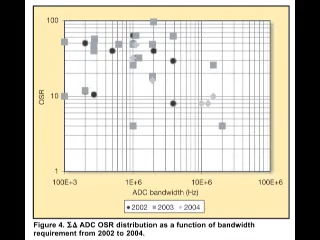 100
10
1
OSR
100E+3 1E+6 10E+6 100E+6
ADC bandwidth (Hz)
2002 2003 2004
Figure 4. ΣΔ ADC OSR distribution as a function of bandwidth
requirement from 2002 to 2004.